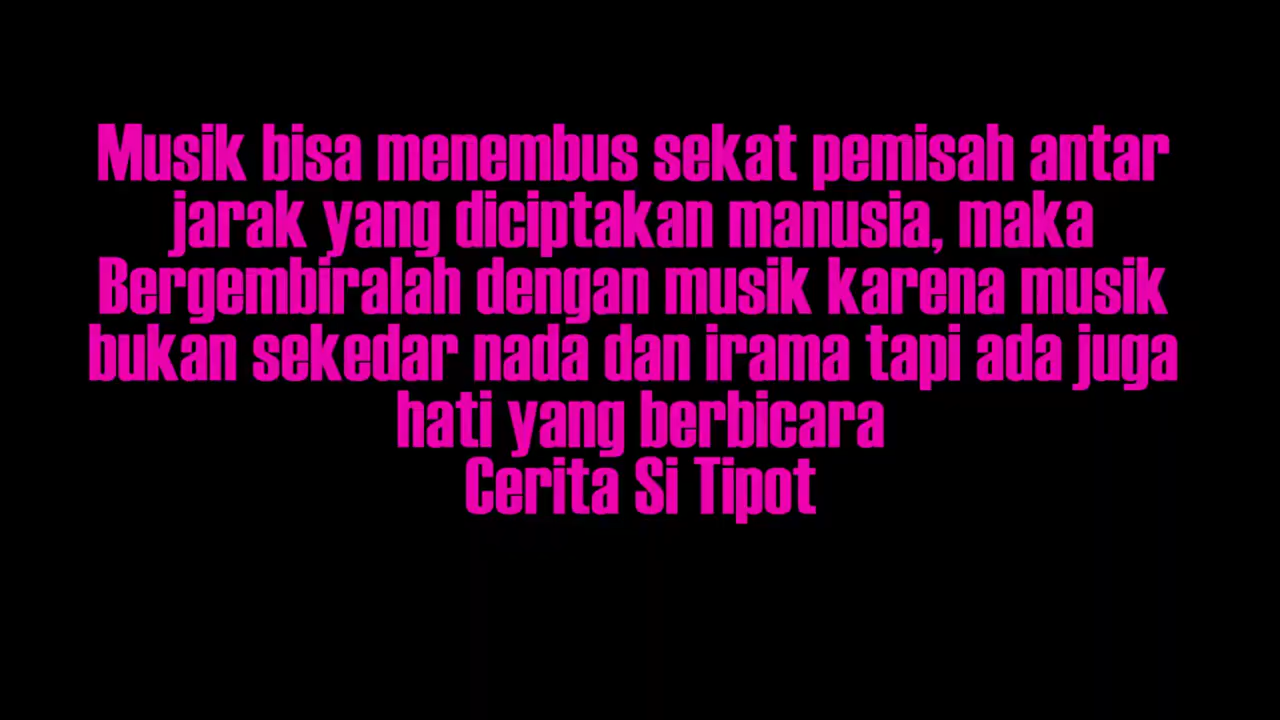 Musik bisa menembus sekat pemisah antar
jarak yang diciptakan manusia, maka
Bergembiralah dengan musik karena musik
bukan sekedar nada dan irama tapi ada juga
hati yang berbicara
Cerita Si Tipot